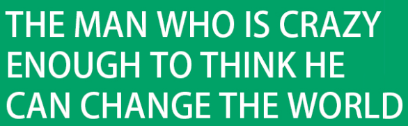 THE MAN WHO IS CRAZY
ENOUGH TO THINK HE
CAN CHANGE THE WORLD